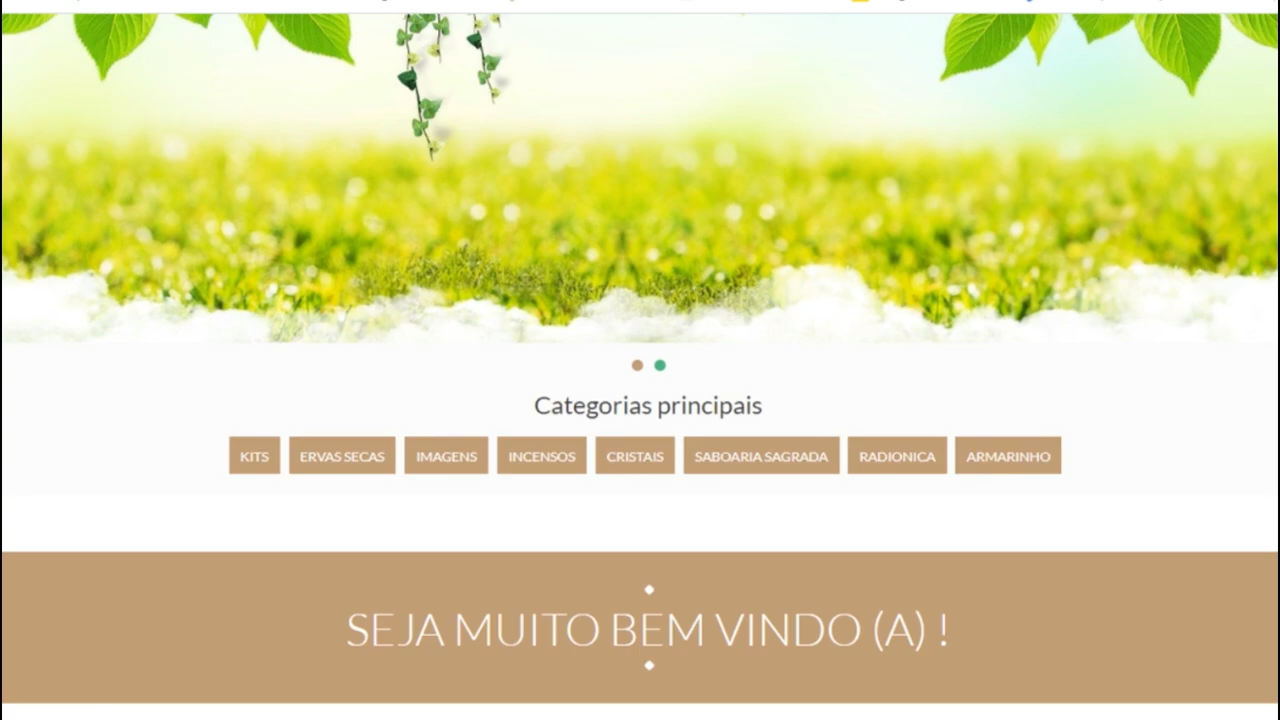 Categorias principais
KITS ERVAS SECAS IMAGENS INCENSOS CRISTAIS SABOARIA SAGRADA RADIONICA ARMARINHO
SEJA MUITO BEM VINDO (A) !